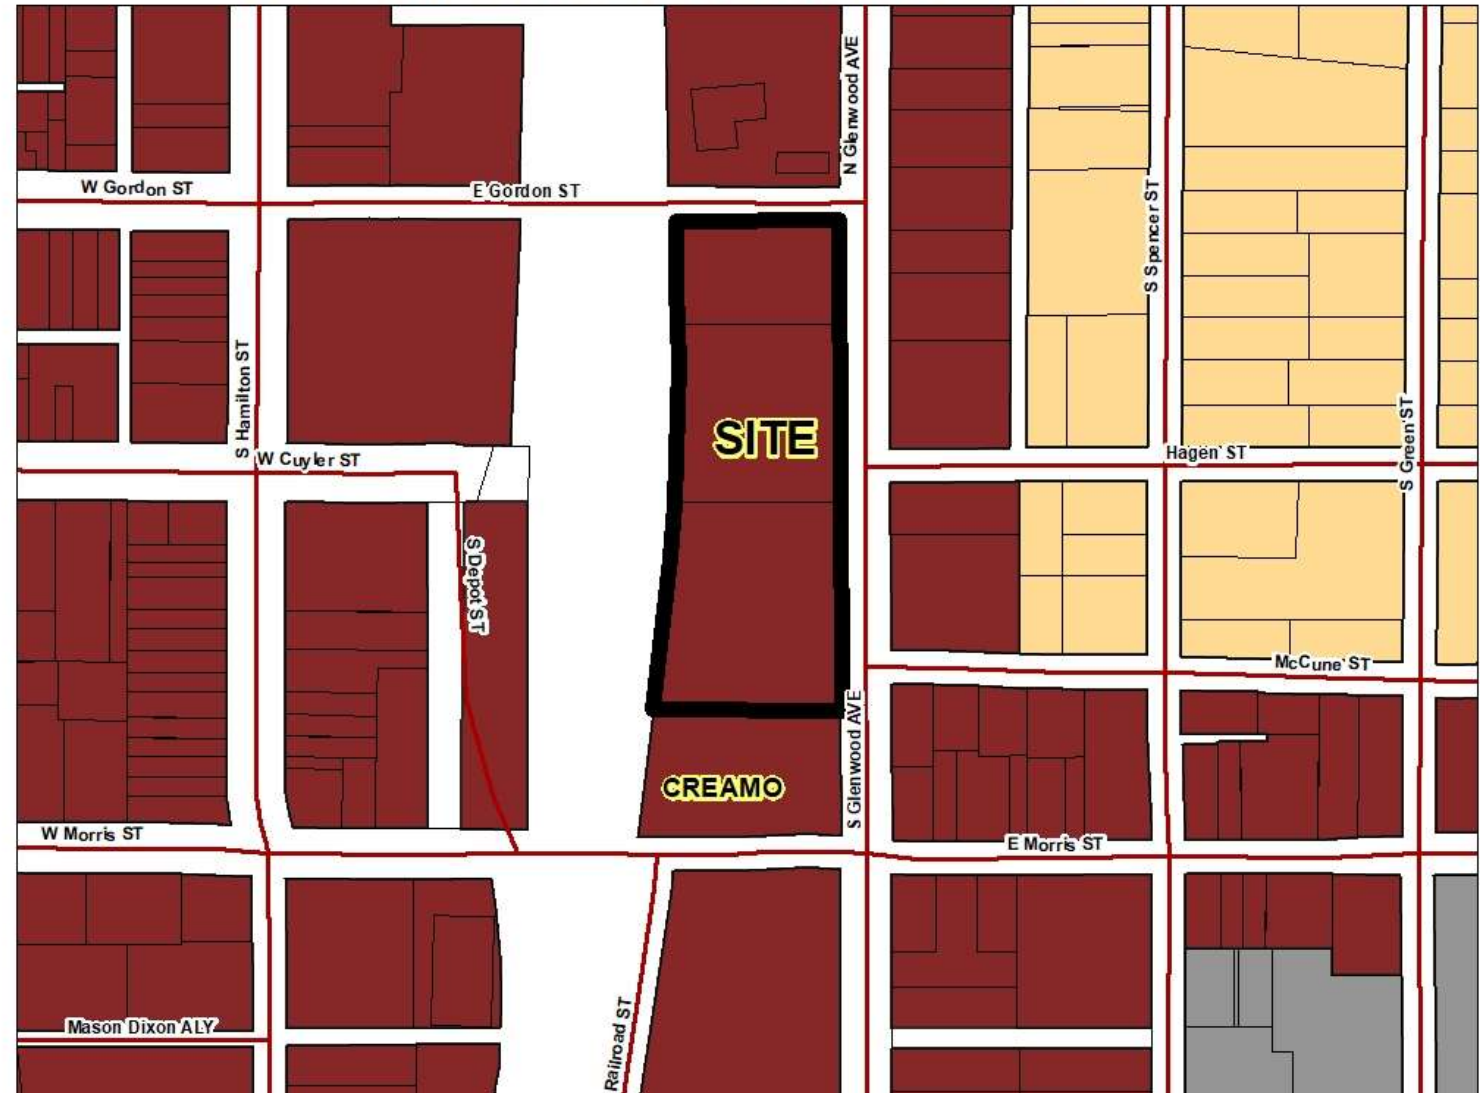 N Glenwood AVE
W Gordon ST
E Gordon ST
S Spencer ST
S Hamilton ST
SITE
S Green ST
W Cuyler ST
Hagen ST
S Depot ST
McCune ST
S Glenwood AVE
CREAMO
W Morris ST
E Morris ST
Mason Dixon ALY
Railroad ST